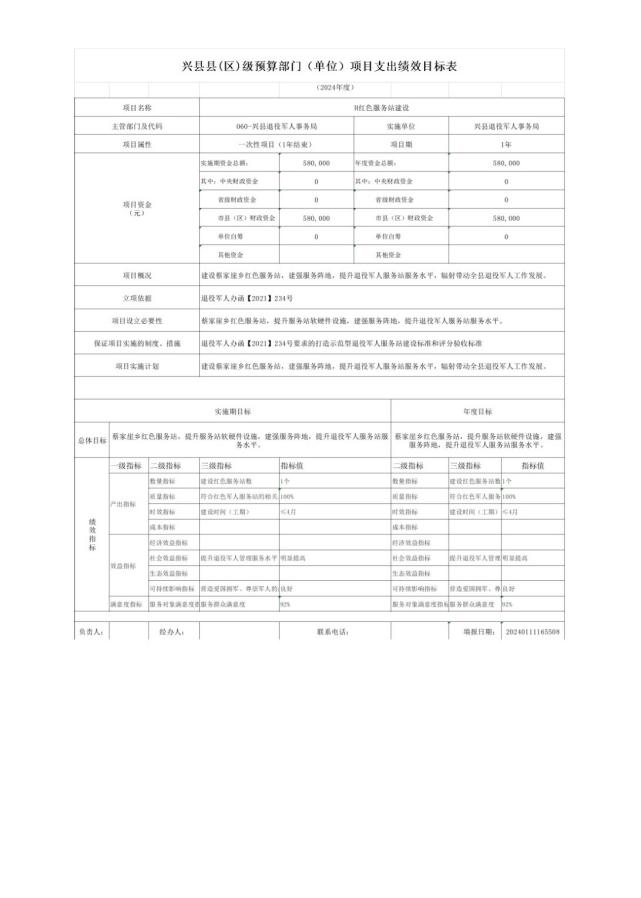 兴县县(区)级预算部门（单位）项目支出绩效目标表
（2024年度）
项目名称 H红色服务站建设
主管部门及代码 060-兴县退役军人事务局 实施单位 兴县退役军人事务局
项目属性 一次性项目（1年结束） 项目期 1年
项目资金（元） 实施期资金总额: 580,000 年度资金总额: 580,000
其中: 中央财政资金 0 其中: 中央财政资金 0
省级财政资金 0 省级财政资金 0
市县（区）财政资金 580,000 市县（区）财政资金 580,000
单位自筹 0 单位自筹 0
其他资金 其他资金
项目概况 建设蔡家崖乡红色服务站，建强服务阵地，提升退役军人服务站服务水平，辐射带动全县退役军人工作发展。
立项依据 退役军人办函【2021】234号
项目设立必要性 蔡家崖乡红色服务站，提升服务站软硬件设施，建强服务阵地，提升退役军人服务站服务水平。
保证项目实施的制度、措施 退役军人办函【2021】234号要求的打造示范型退役军人服务站建设标准和评分验收标准
项目实施计划 建设蔡家崖乡红色服务站，建强服务阵地，提升退役军人服务站服务水平，辐射带动全县退役军人工作发展。
实施期目标 年度目标
总体目标 蔡家崖乡红色服务站，提升服务站软硬件设施，建强服务阵地，提升退役军人服务站服务水平。 蔡家崖乡红色服务站，提升服务站软硬件设施，建强服务阵地，提升退役军人服务站服务水平。
绩效指标 一级指标 二级指标 三级指标 指标值 二级指标 三级指标 指标值
产出指标 数量指标 建设红色服务站数 1个 数量指标 建设红色服务站数 1个
质量指标 符合红色军人服务站的相关 100% 质量指标 符合红色军人服务 100%
时效指标 建设时间（工期） ≤4月 时效指标 建设时间（工期） ≤4月
成本指标 成本指标
效益指标 经济效益指标 经济效益指标
社会效益指标 提升退役军人管理服务水平 明显提高 社会效益指标 提升退役军人管理 明显提高
生态效益指标 生态效益指标
可持续影响指标 营造爱国拥军、尊崇军人的 良好 可持续影响指标 营造爱国拥军、尊 良好
满意度指标 服务对象满意度指 服务群众满意度 92% 服务对象满意度指标 服务群众满意度 92%
负责人: 经办人: 联系电话: 填报日期: 20240111165508